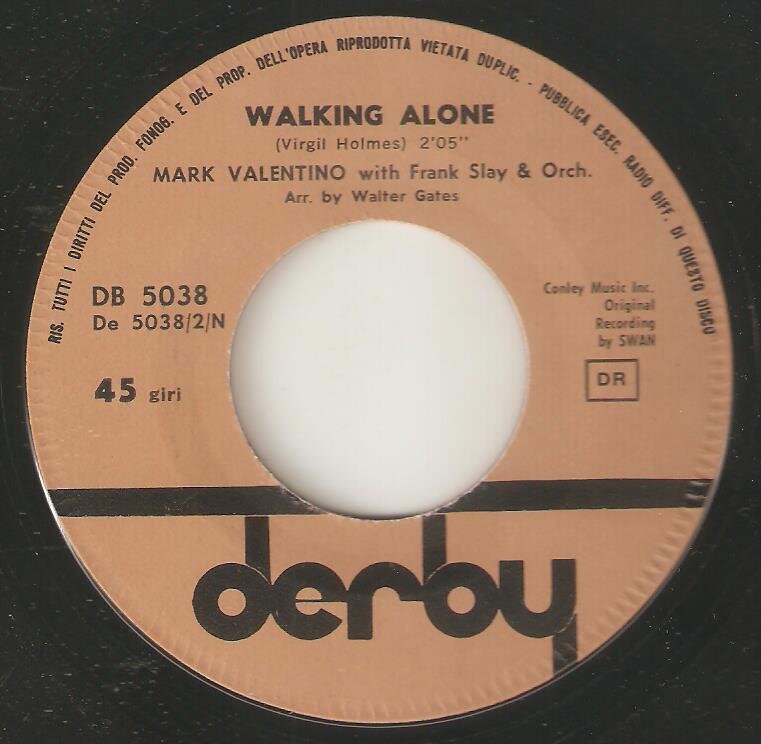 RIS. TUTTI I DIRITTI DEL PROD. FONOG. E DEL PROP. DELL'OPERA RIPRODOTTA VIETATA DUPLIC. - PUBBLICA ESEC. RADIO DIFF. DI QUESTO DISCO
WALKING ALONE
(Virgil Holmes) 2'05"
MARK VALENTINO with Frank Slay & Orch.
Arr. by Walter Gates
DB 5038
De 5038/2/N
45 giri
Conley Music Inc.
Original
Recording
by SWAN
DR
derby